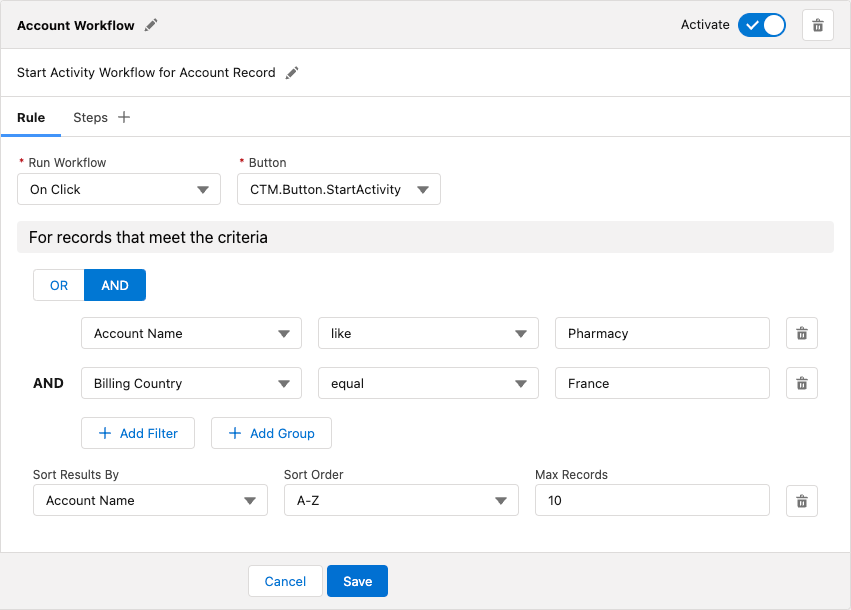 Account Workflow
Activate
Start Activity Workflow for Account Record
Rule Steps
* Run Workflow * Button
On Click CTM.Button.StartActivity
For records that meet the criteria
OR AND
Account Name like Pharmacy
AND Billing Country equal France
+ Add Filter + Add Group
Sort Results By Sort Order Max Records
Account Name A-Z 10
Cancel Save